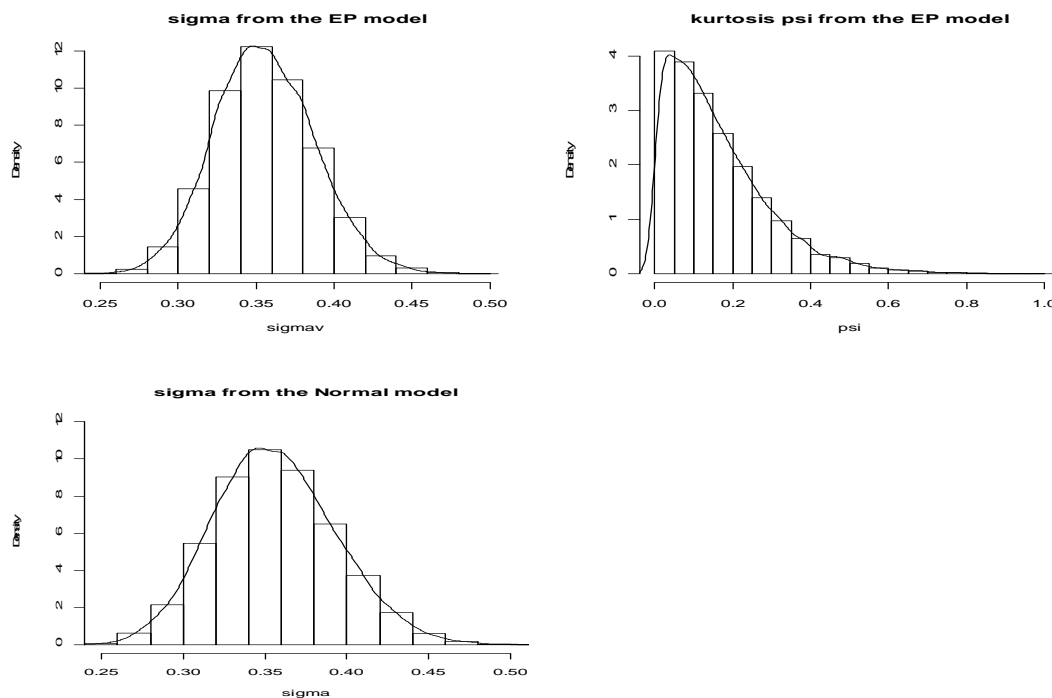 sigma from the EP model
Density
0 2 4 6 8 10 12
0.25 0.30 0.35 0.40 0.45 0.50
sigmav
kurtosis psi from the EP model
Density
0 1 2 3 4
0.0 0.2 0.4 0.6 0.8 1.0
psi
sigma from the Normal model
Density
0 2 4 6 8 10 12
0.25 0.30 0.35 0.40 0.45 0.50
sigma